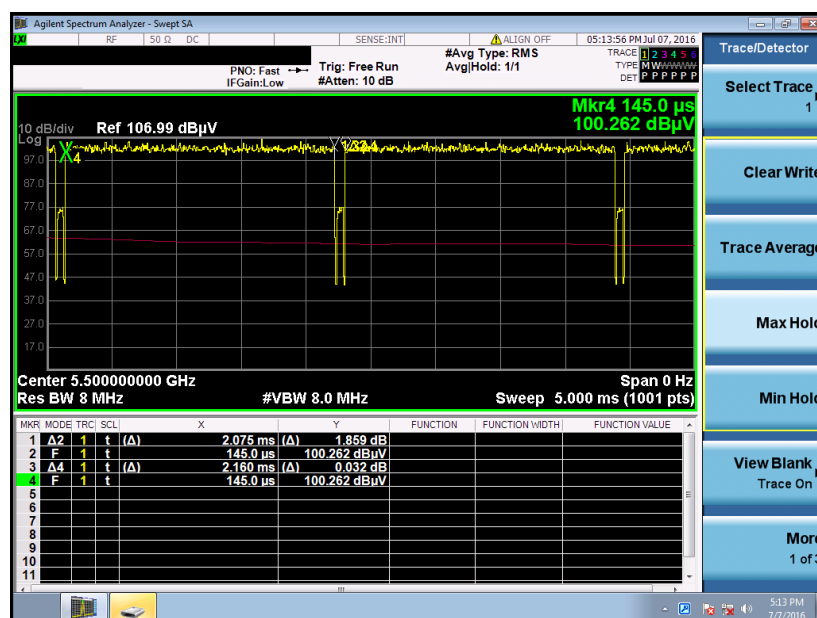 Agilent Spectrum Analyzer - Swept SA
LXI RF 50 Ω DC SENSE:INT ALIGN OFF 05:13:56 PM Jul 07, 2016
PNO: Fast
IFGain:Low
Trig: Free Run
#Atten: 10 dB
#Avg Type: RMS
Avg|Hold: 1/1
TRACE 1 2 3 4 5 6
TYPE MWWWWW
DET P P P P P P
Mkr4 145.0 µs
100.262 dBµV
10 dB/div Ref 106.99 dBµV
Log
97.0
87.0
77.0
67.0
57.0
47.0
37.0
27.0
17.0
4
Center 5.500000000 GHz Span 0 Hz
Res BW 8 MHz #VBW 8.0 MHz Sweep 5.000 ms (1001 pts)
MKR MODE TRC SCL X Y FUNCTION FUNCTION WIDTH FUNCTION VALUE
1 Δ2 1 t (Δ) 2.075 ms (Δ) 1.859 dB
2 F 1 t 145.0 µs 100.262 dBµV
3 Δ4 1 t (Δ) 2.160 ms (Δ) 0.032 dB
4 F 1 t 145.0 µs 100.262 dBµV
5
6
7
8
9
10
11
Trace/Detector
Select Trace
1
Clear Write
Trace Average
Max Hold
Min Hold
View Blank
Trace On
More
1 of 3
5:13 PM
7/7/2016